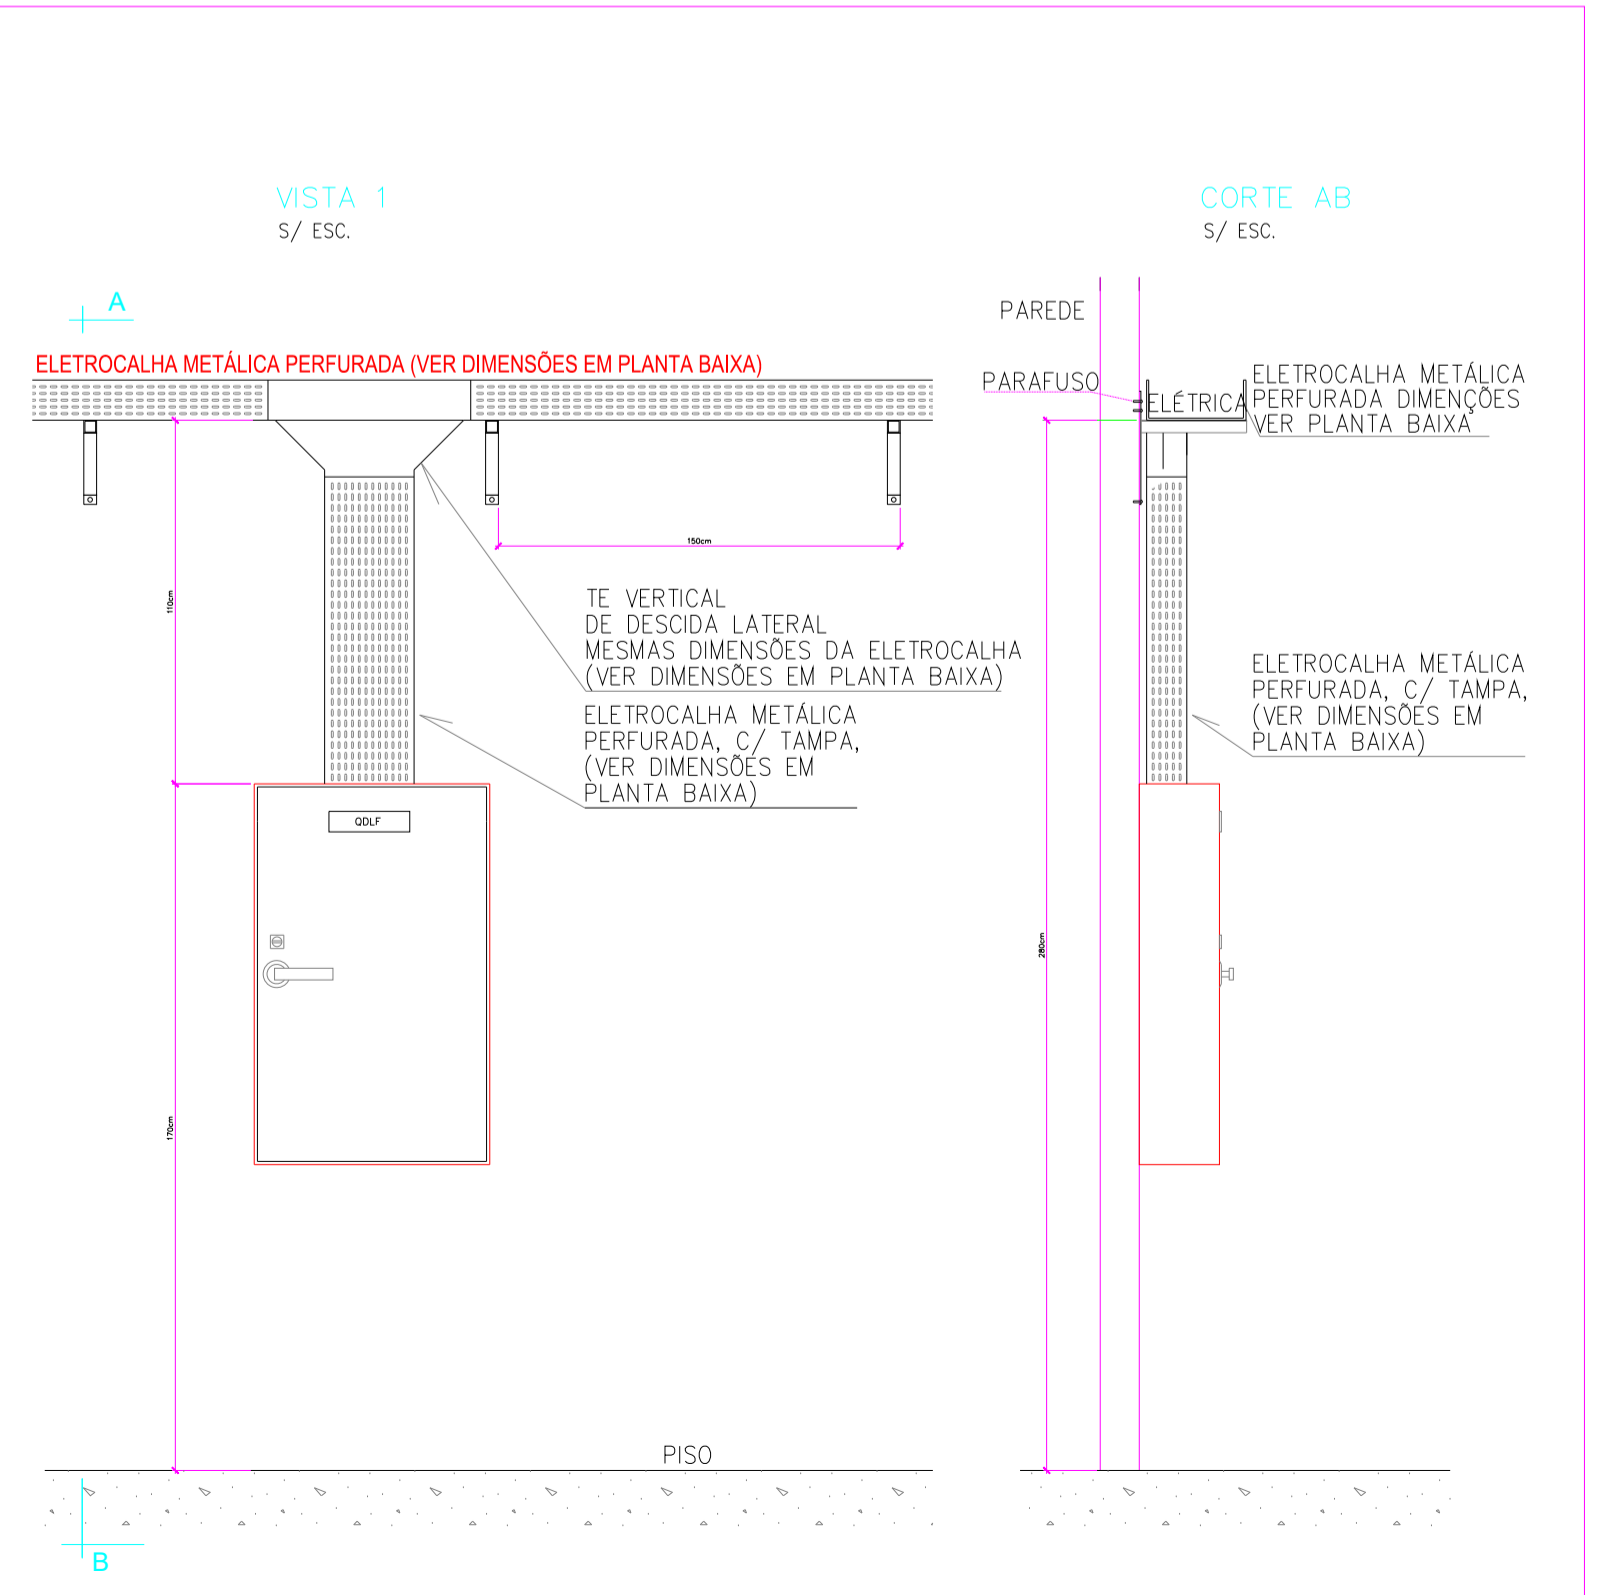 VISTA 1
S/ ESC.
CORTE AB
S/ ESC.
A
PAREDE
ELETROCALHA METÁLICA PERFURADA (VER DIMENSÕES EM PLANTA BAIXA)
PARAFUSO
ELÉTRICA
ELETROCALHA METÁLICA
PERFURADA DIMENÇÕES
VER PLANTA BAIXA
150cm
110cm
TE VERTICAL
DE DESCIDA LATERAL
MESMAS DIMENSÕES DA ELETROCALHA
(VER DIMENSÕES EM PLANTA BAIXA)
ELETROCALHA METÁLICA
PERFURADA, C/ TAMPA,
(VER DIMENSÕES EM
PLANTA BAIXA)
ELETROCALHA METÁLICA
PERFURADA, C/ TAMPA,
(VER DIMENSÕES EM
PLANTA BAIXA)
QDLF
280cm
170cm
PISO
B